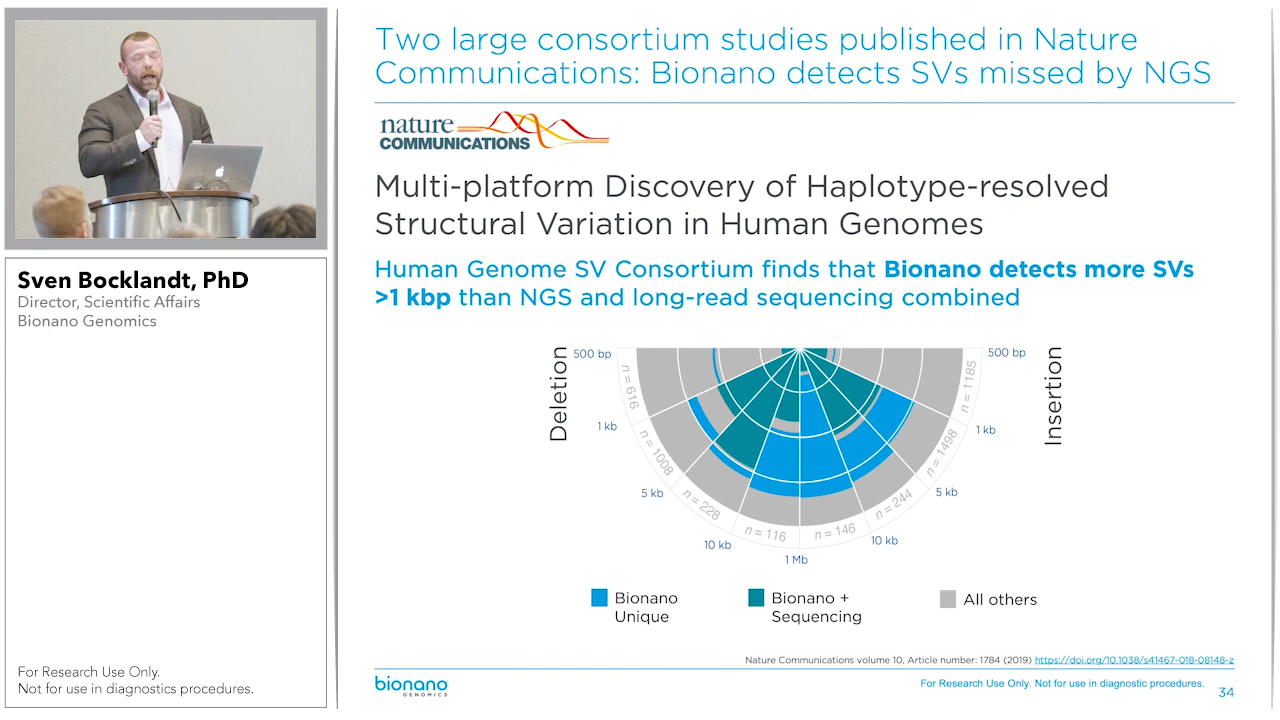 Two large consortium studies published in Nature
Communications: Bionano detects SVs missed by NGS
nature
COMMUNICATIONS
Multi-platform Discovery of Haplotype-resolved
Structural Variation in Human Genomes
Human Genome SV Consortium finds that Bionano detects more SVs
>1 kbp than NGS and long-read sequencing combined
Sven Bocklandt, PhD
Director, Scientific Affairs
Bionano Genomics
For Research Use Only.
Not for use in diagnostics procedures.
Deletion
500 bp
n = 616
1 kb
n = 1008
5 kb
n = 228
10 kb
n = 116
1 Mb
n = 146
10 kb
n = 244
5 kb
n = 1498
1 kb
n = 1185
500 bp
Insertion
Bionano
Unique
Bionano +
Sequencing
All others
Nature Communications volume 10, Article number: 1784 (2019) https://doi.org/10.1038/s41467-018-08148-z
bionano
GENOMICS
For Research Use Only. Not for use in diagnostic procedures.
34